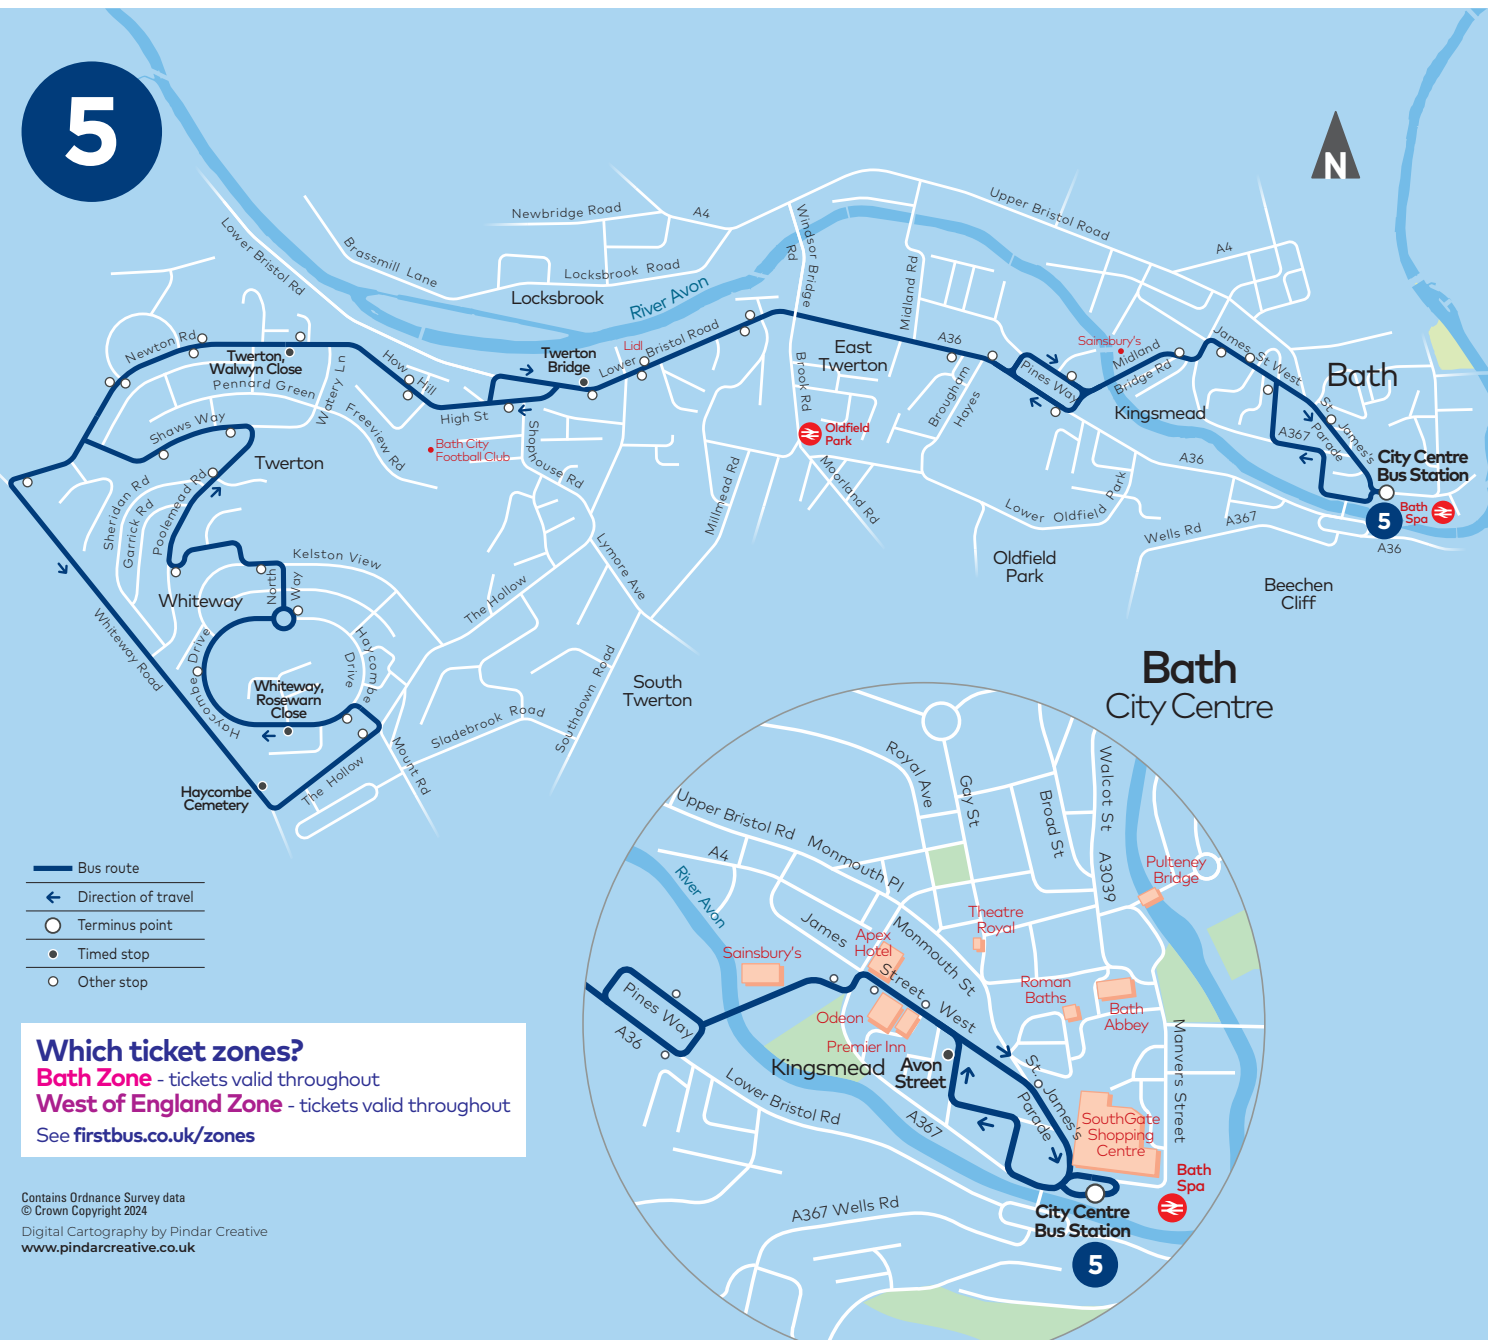 5
N
Newbridge Road
A4
Upper Bristol Road
A4
Lower Bristol Rd
Brassmill Lane
Locksbrook Road
Locksbrook
River Avon
Windsor Bridge
Rd
Midland Rd
Newton Rd
Twerton,
Walwyn Close
Pennard Green
Watery Ln
How Hill
High St
Twerton
Bridge
Lidl
Lower Bristol Road
East
Twerton
A36
Brook Rd
Brougham
Hayes
Pines Way
Sainsbury's
Midland
Bridge Rd
Kingsmead
James St West
Bath
St James's
Parade
A367
City Centre
Bus Station
5
Bath
Spa
A36
A36
Shaws Way
Twerton
Freeview Rd
Bath City
Football Club
Shophouse Rd
Oldfield
Park
Moorland Rd
Millmead Rd
Lower Oldfield Park
Wells Rd
A367
Oldfield
Park
Beechen
Cliff
Sheridan Rd
Garrick Rd
Poolemead Rd
Kelston View
North
Way
Whiteway
The Hollow
Lymore Ave
Whiteway Road
Haycombe Drive
Haycombe
Drive
Whiteway,
Rosewarn
Close
South
Twerton
Southdown Road
Sladebrook Road
Mount Rd
The Hollow
Haycombe
Cemetery
Bus route
Direction of travel
Terminus point
Timed stop
Other stop
Which ticket zones?
Bath Zone - tickets valid throughout
West of England Zone - tickets valid throughout
See firstbus.co.uk/zones
Contains Ordnance Survey data
© Crown Copyright 2024
Digital Cartography by Pindar Creative
www.pindarcreative.co.uk
Bath
City Centre
Royal Ave
Gay St
Broad St
Walcot St
A3039
Upper Bristol Rd
A4
Monmouth Pl
River Avon
Pulteney
Bridge
Theatre
Royal
James Street West
Apex
Hotel
Monmouth St
Sainsbury's
Roman
Baths
Bath
Abbey
Pines Way
A36
Odeon
Premier Inn
Kingsmead
Avon
Street
St. James's
Parade
Manvers Street
Lower Bristol Rd
A367
SouthGate
Shopping
Centre
Bath
Spa
A367 Wells Rd
City Centre
Bus Station
5